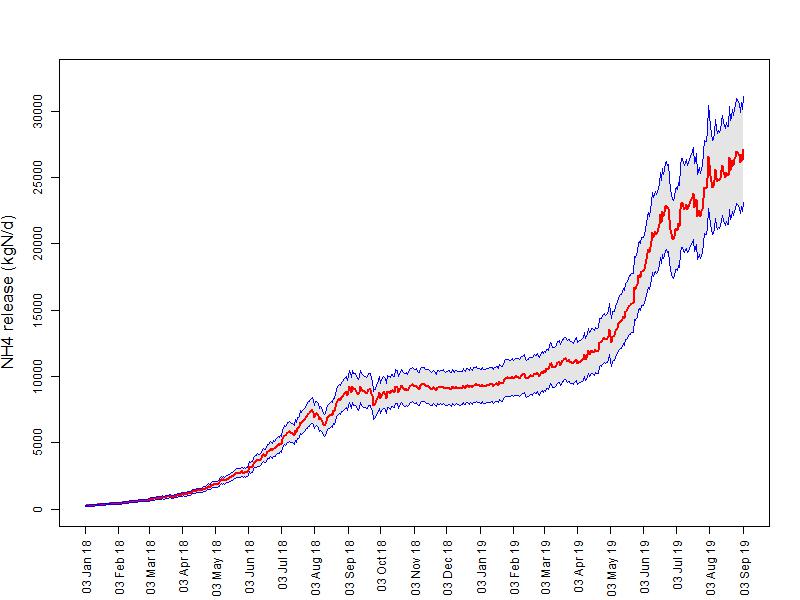 NH4 release (kgN/d)
30000
25000
20000
15000
10000
5000
0
03 Jan 18
03 Feb 18
03 Mar 18
03 Apr 18
03 May 18
03 Jun 18
03 Jul 18
03 Aug 18
03 Sep 18
03 Oct 18
03 Nov 18
03 Dec 18
03 Jan 19
03 Feb 19
03 Mar 19
03 Apr 19
03 May 19
03 Jun 19
03 Jul 19
03 Aug 19
03 Sep 19